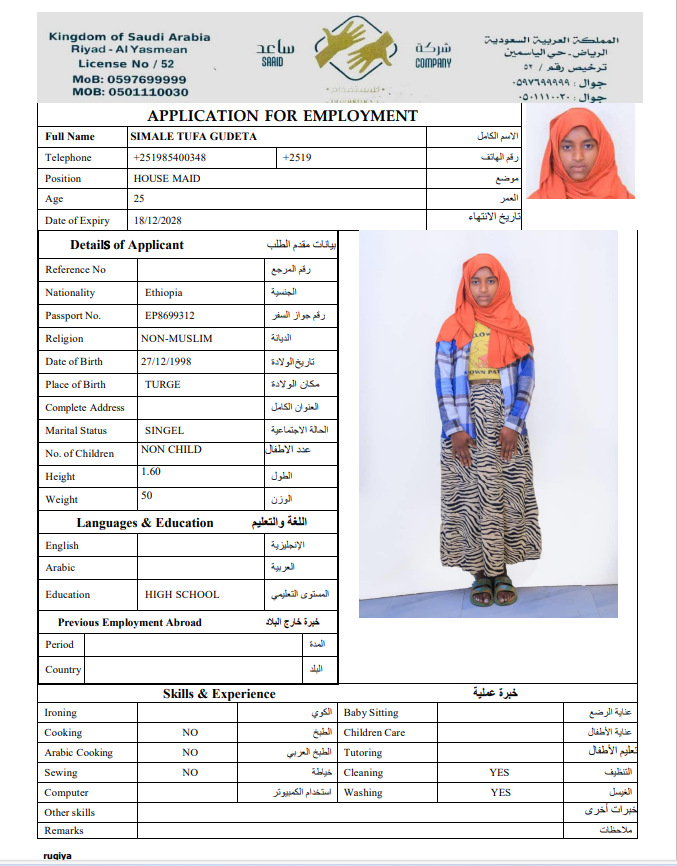 Kingdom of Saudi Arabia
Riyad - Al Yasmean
License No / 52
MoB: 0597699999
MOB: 0501110030
ساعد
SAAID
شركة
COMPANY
للاستقدام
المملكة العربية السعودية
الرياض - حي الياسمين
ترخيص رقم / ٥٢
جوال : ٠٥٩٧٦٩٩٩٩٩
جوال : ٠٥٠١١١٠٠٣٠
APPLICATION FOR EMPLOYMENT
Full Name SIMALE TUFA GUDETA الاسم الكامل
Telephone +251985400348 +2519 رقم الهاتف
Position HOUSE MAID موضع
Age 25 العمر
Date of Expiry 18/12/2028 تاريخ الانتهاء
Details of Applicant بيانات مقدم الطلب
Reference No رقم المرجع
Nationality Ethiopia الجنسية
Passport No. EP8699312 رقم جواز السفر
Religion NON-MUSLIM الديانة
Date of Birth 27/12/1998 تاريخ الولادة
Place of Birth TURGE مكان الولادة
Complete Address العنوان الكامل
Marital Status SINGEL الحالة الاجتماعية
No. of Children NON CHILD عدد الاطفال
Height 1.60 الطول
Weight 50 الوزن
Languages & Education اللغة والتعليم
English الإنجليزية
Arabic العربية
Education HIGH SCHOOL المستوى التعليمي
Previous Employment Abroad خبرة خارج البلاد
Period المدة
Country البلد
Skills & Experience خبرة عملية
Ironing الكوي Baby Sitting عناية الرضع
Cooking NO الطبخ Children Care عناية الأطفال
Arabic Cooking NO الطبخ العربي Tutoring تعليم الأطفال
Sewing NO خياطة Cleaning YES التنظيف
Computer استخدام الكمبيوتر Washing YES الغسيل
Other skills خبرات أخرى
Remarks ملاحظات
ruqiya